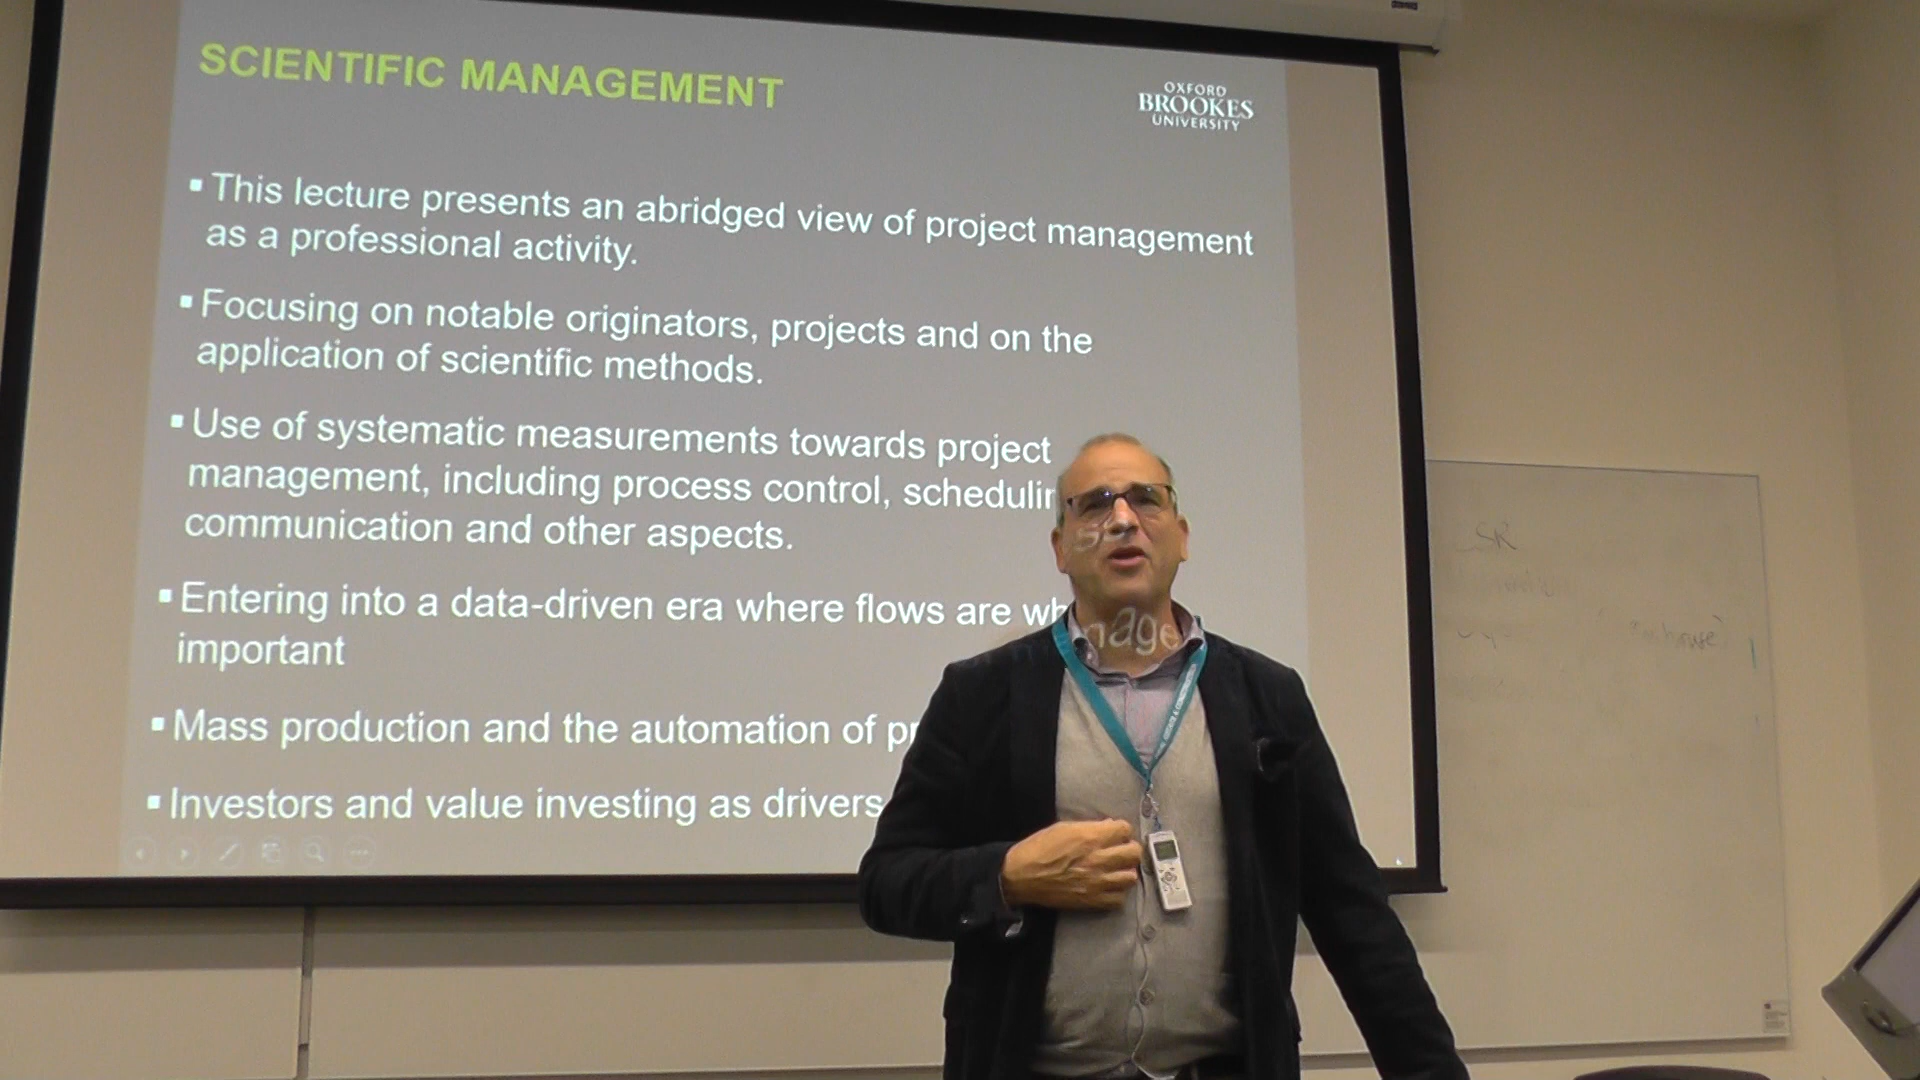 SCIENTIFIC MANAGEMENT
OXFORD
BROOKES
UNIVERSITY
▪ This lecture presents an abridged view of project management
as a professional activity.
▪ Focusing on notable originators, projects and on the
application of scientific methods.
▪ Use of systematic measurements towards project
management, including process control, schedulin
communication and other aspects.
▪ Entering into a data-driven era where flows are wh
important
▪ Mass production and the automation of pr
▪ Investors and value investing as drivers
nage
SR